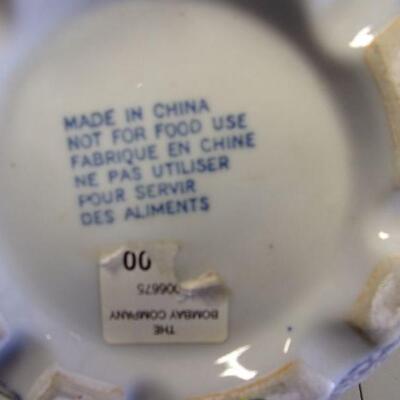 MADE IN CHINA
NOT FOR FOOD USE
FABRIQUE EN CHINE
NE PAS UTILISER
POUR SERVIR
DES ALIMENTS
THE
BOMBAY COMPANY
006675
00